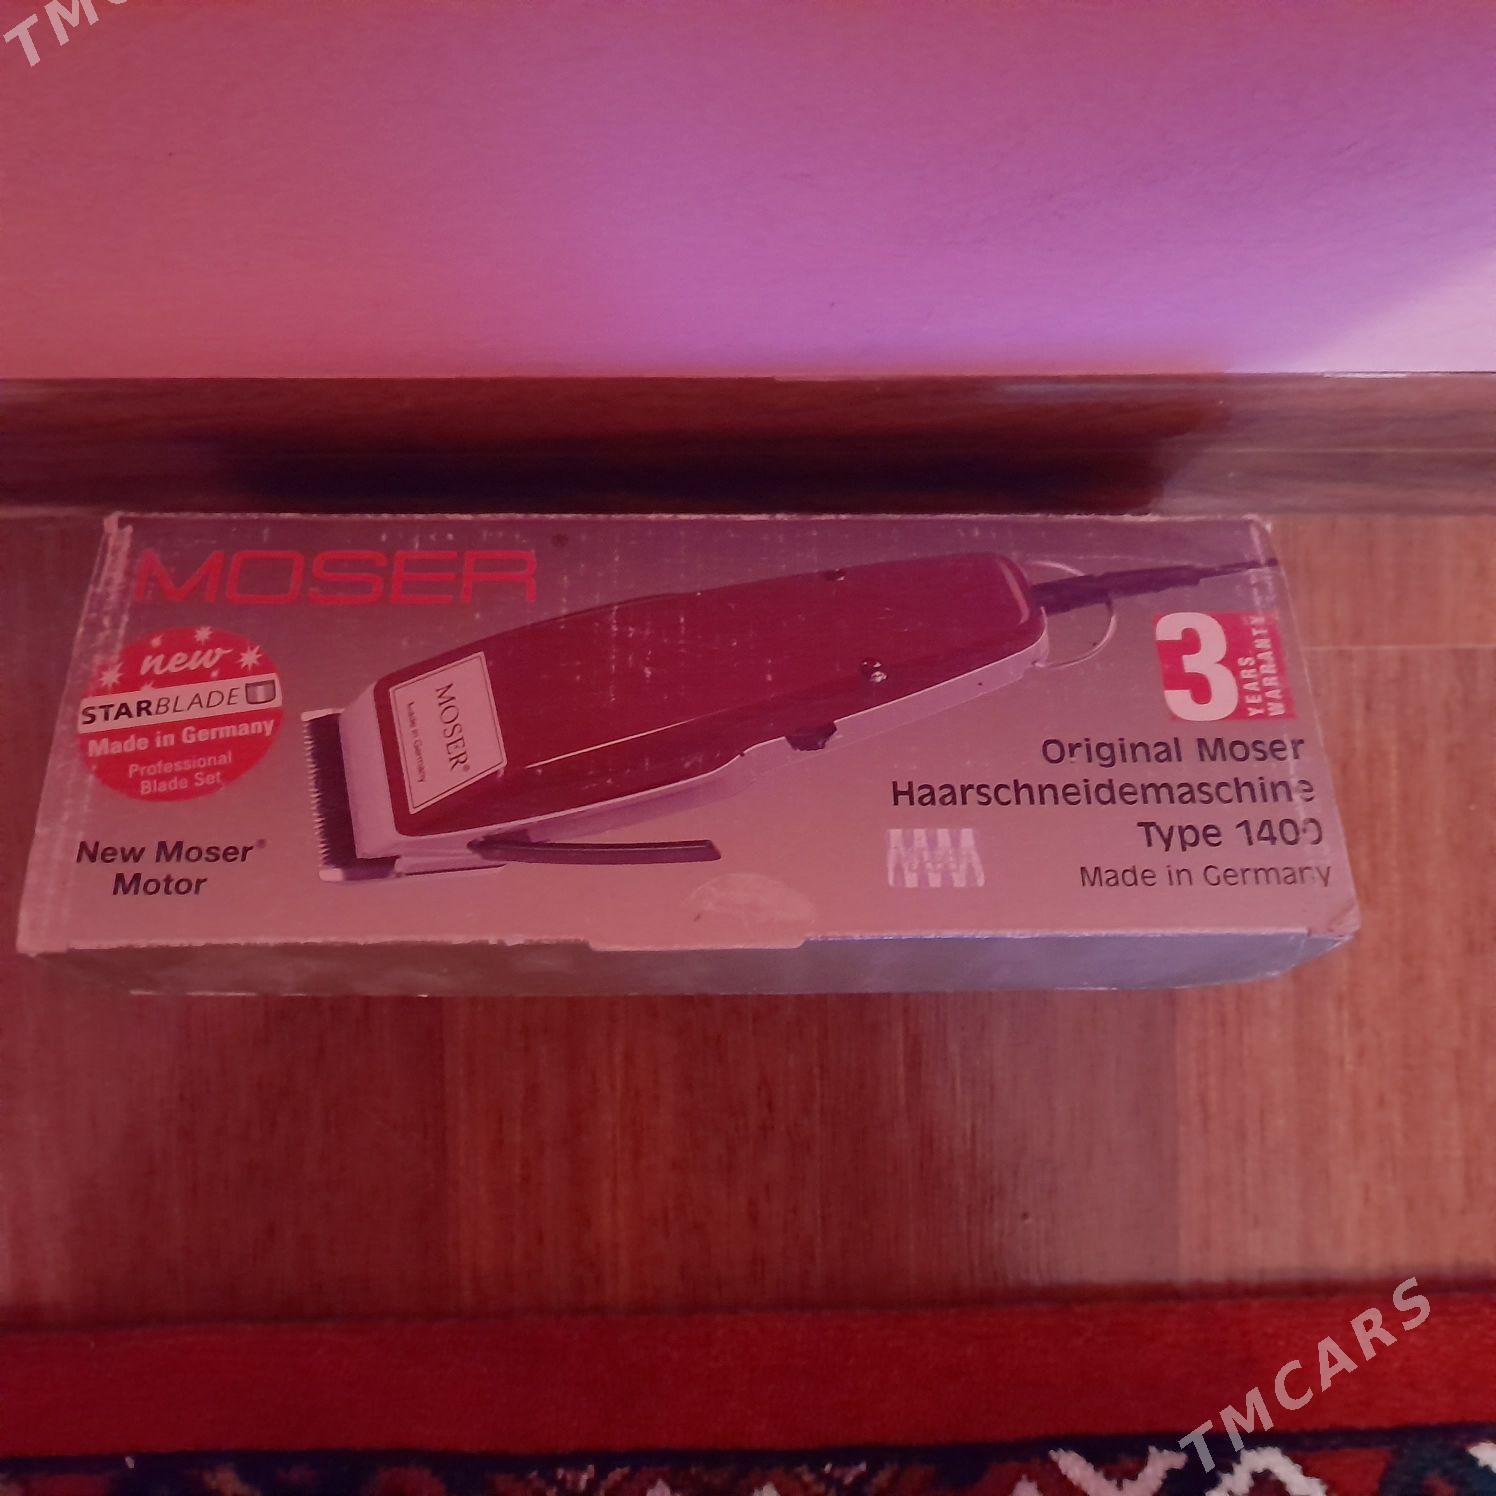 MOSER®
new
STARBLADE
Made in Germany
Professional
Blade Set
New Moser®
Motor
MOSER®
Made in Germany
3
YEARS
WARRANTY
Original Moser
Haarschneidemaschine
Type 1400
Made in Germany
TMCARS